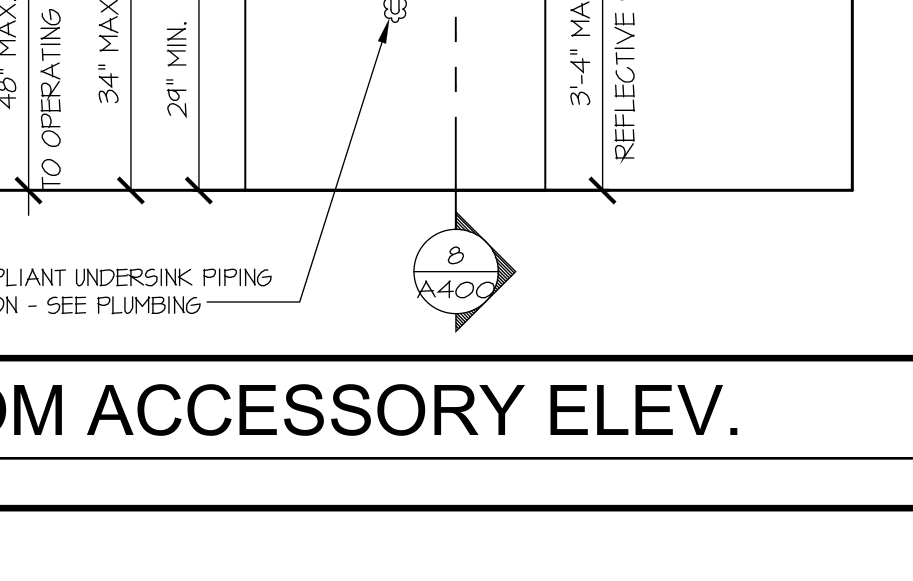 48" MAX.
TO OPERATING
34" MAX
29" MIN.
3'-4" MA
REFLECTIVE
8
A400
PLIANT UNDERSINK PIPING
ON - SEE PLUMBING
OM ACCESSORY ELEV.